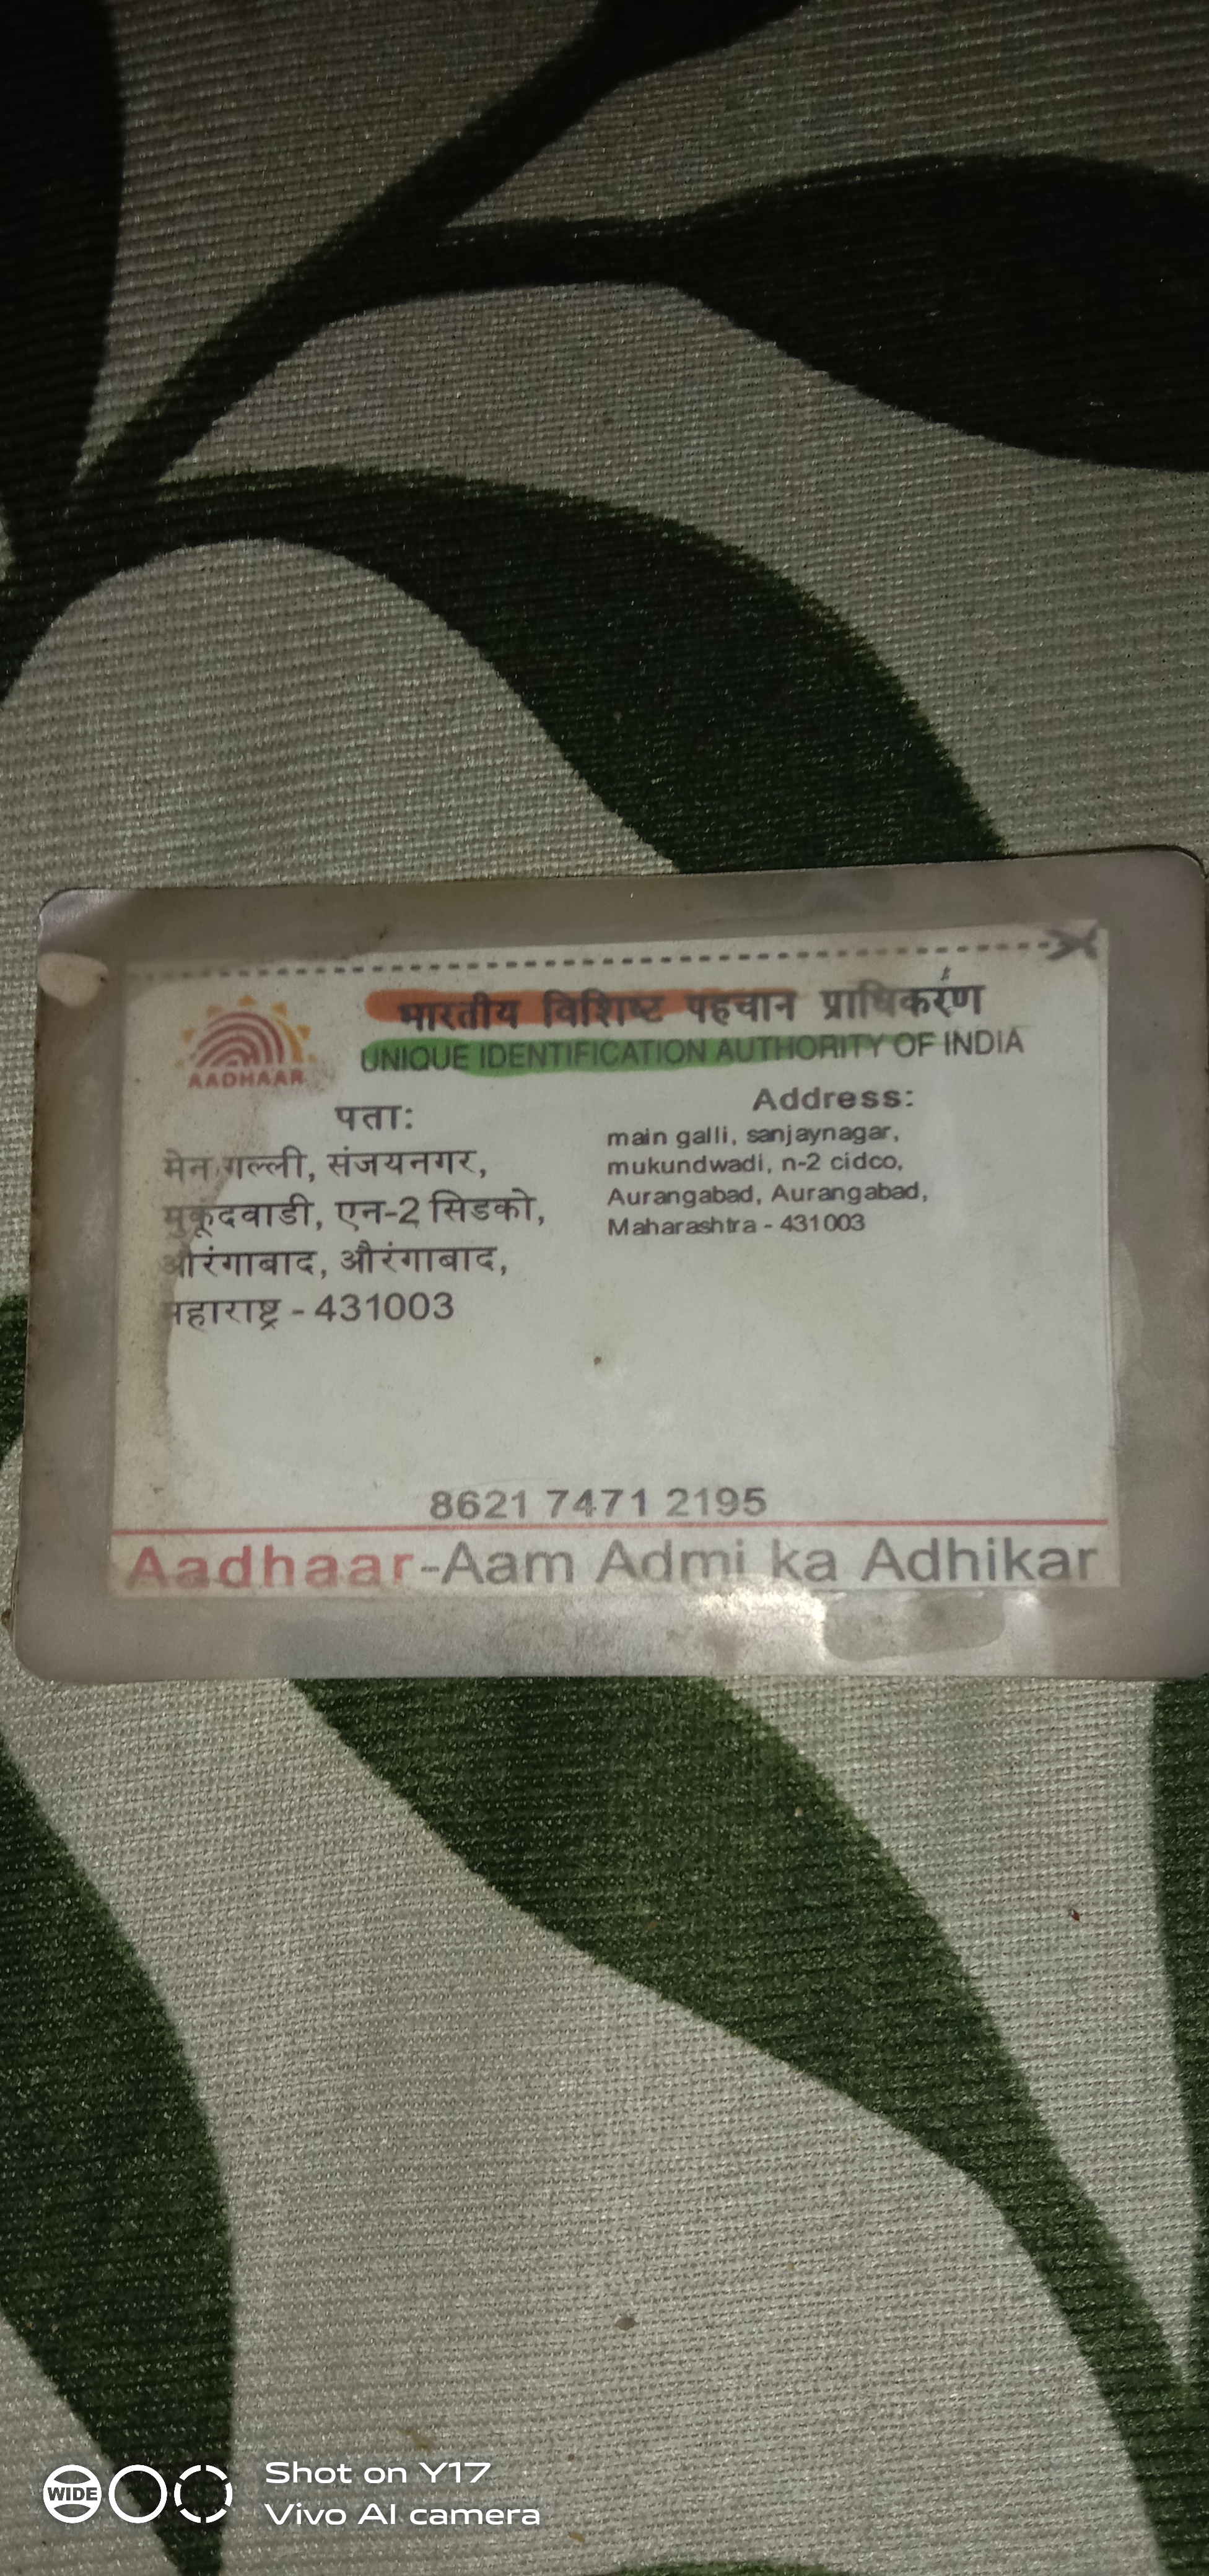 भारतीय विशिष्ट पहचान प्राधिकरण
UNIQUE IDENTIFICATION AUTHORITY OF INDIA
AADHAAR
पता:
मेन गल्ली, संजयनगर,
मुकूंदवाडी, एन-2 सिडको,
औरंगाबाद, औरंगाबाद,
महाराष्ट्र - 431003
Address:
main galli, sanjaynagar,
mukundwadi, n-2 cidco,
Aurangabad, Aurangabad,
Maharashtra - 431003
8621 7471 2195
Aadhaar-Aam Admi ka Adhikar
WIDE
Shot on Y17
Vivo AI camera